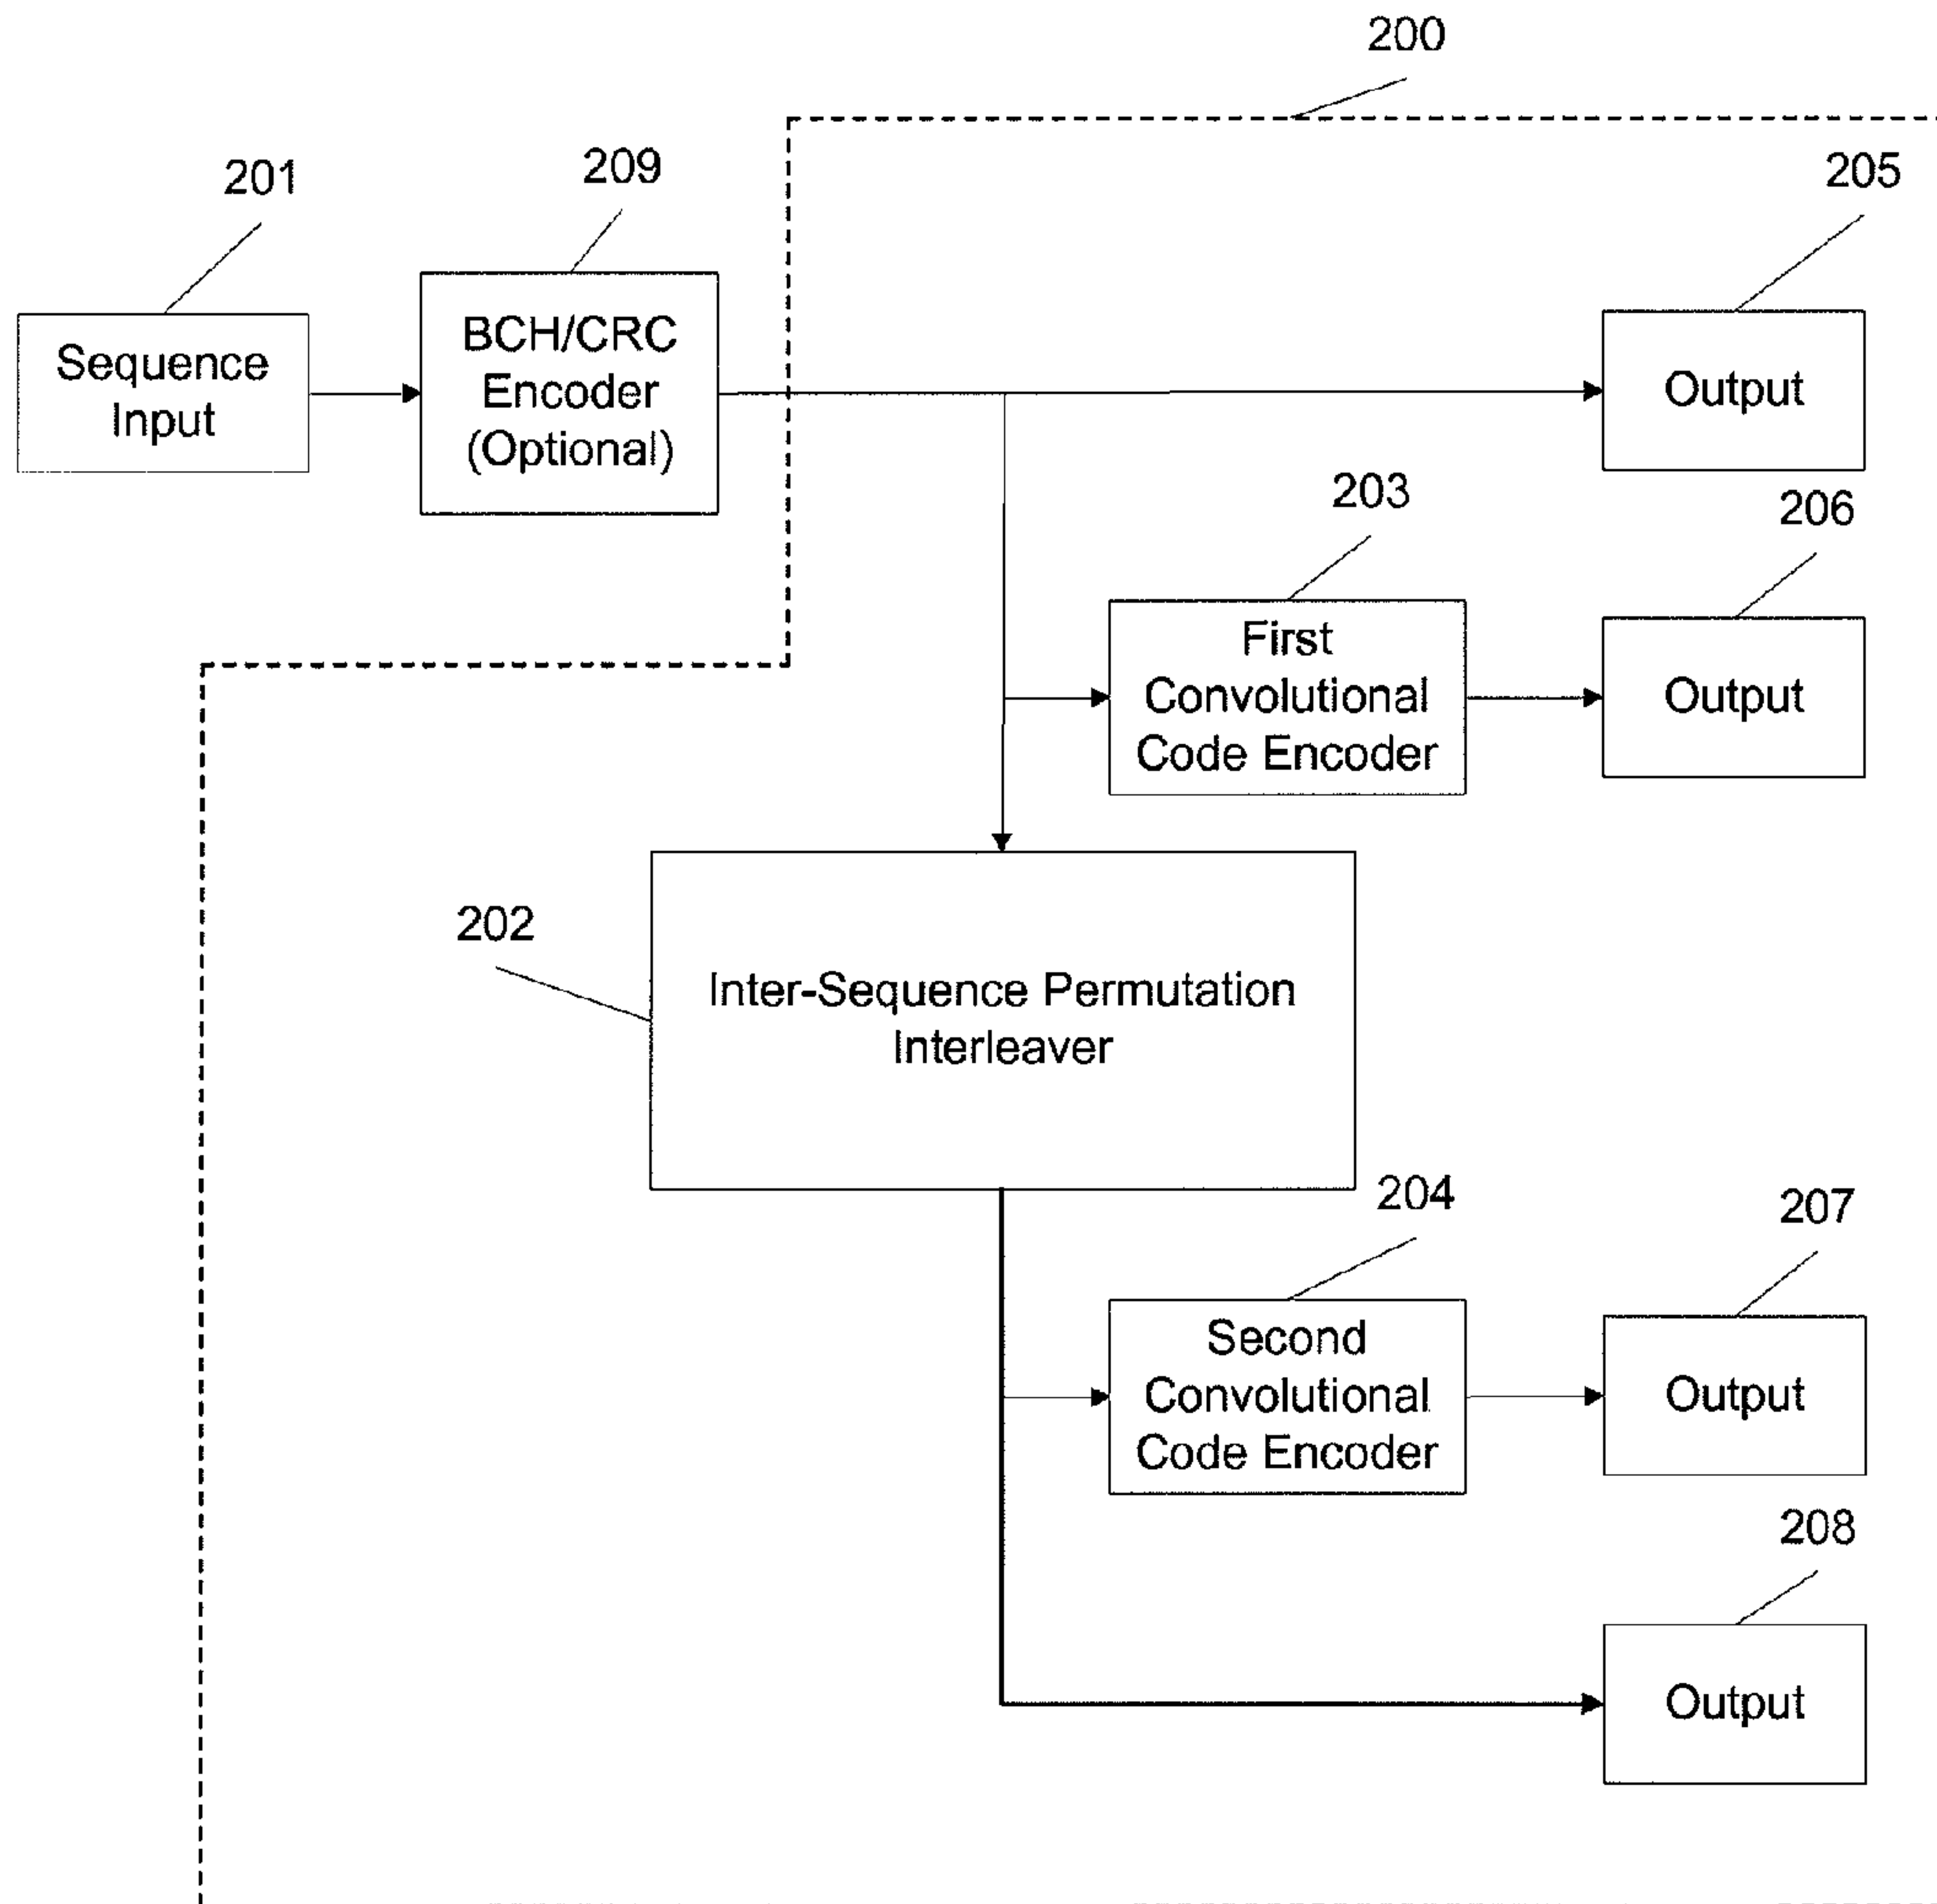 200
201
209
205
Sequence
Input
BCH/CRC
Encoder
(Optional)
Output
203
206
First
Convolutional
Code Encoder
Output
202
Inter-Sequence Permutation
Interleaver
204
207
Second
Convolutional
Code Encoder
Output
208
Output